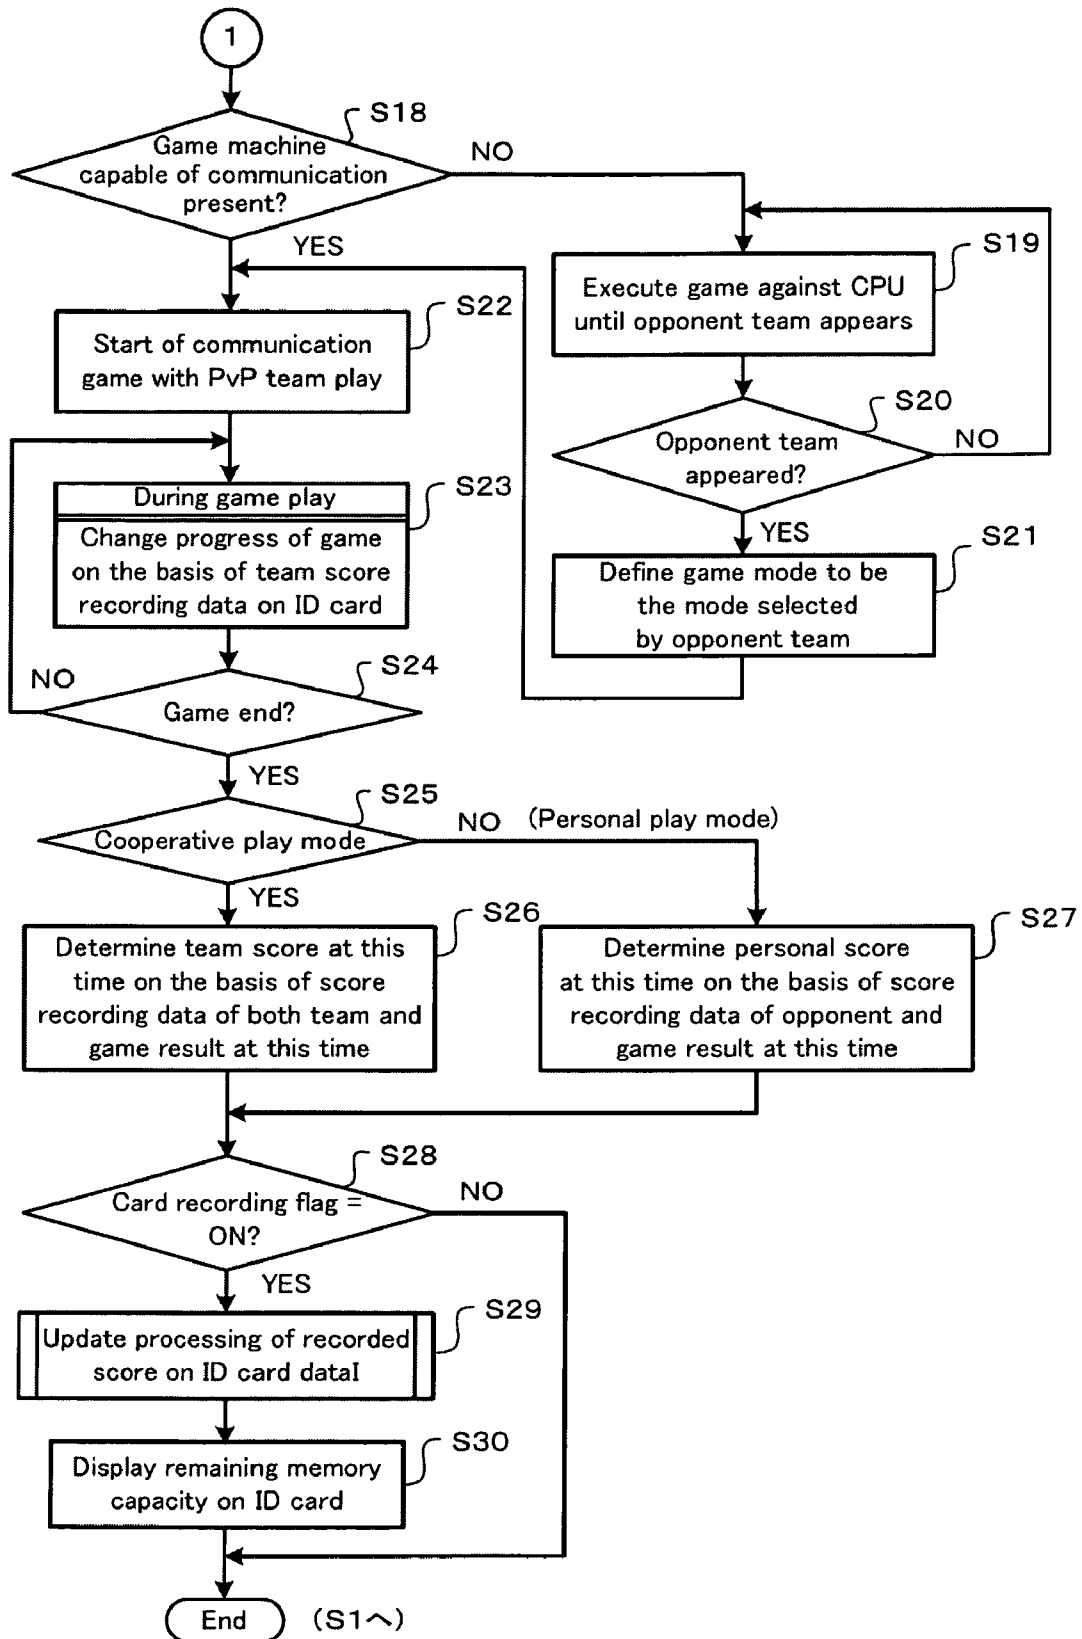 1
S18
Game machine
capable of communication
present?
NO
YES
S19
Execute game against CPU
until opponent team appears
S20
Opponent team
appeared?
NO
YES
S21
Define game mode to be
the mode selected
by opponent team
S22
Start of communication
game with PvP team play
S23
During game play
Change progress of game
on the basis of team score
recording data on ID card
S24
NO
Game end?
YES
S25
Cooperative play mode
NO (Personal play mode)
YES
S26
Determine team score at this
time on the basis of score
recording data of both team and
game result at this time
S27
Determine personal score
at this time on the basis of score
recording data of opponent and
game result at this time
S28
Card recording flag =
ON?
NO
YES
S29
Update processing of recorded
score on ID card dataI
S30
Display remaining memory
capacity on ID card
End (S1へ)